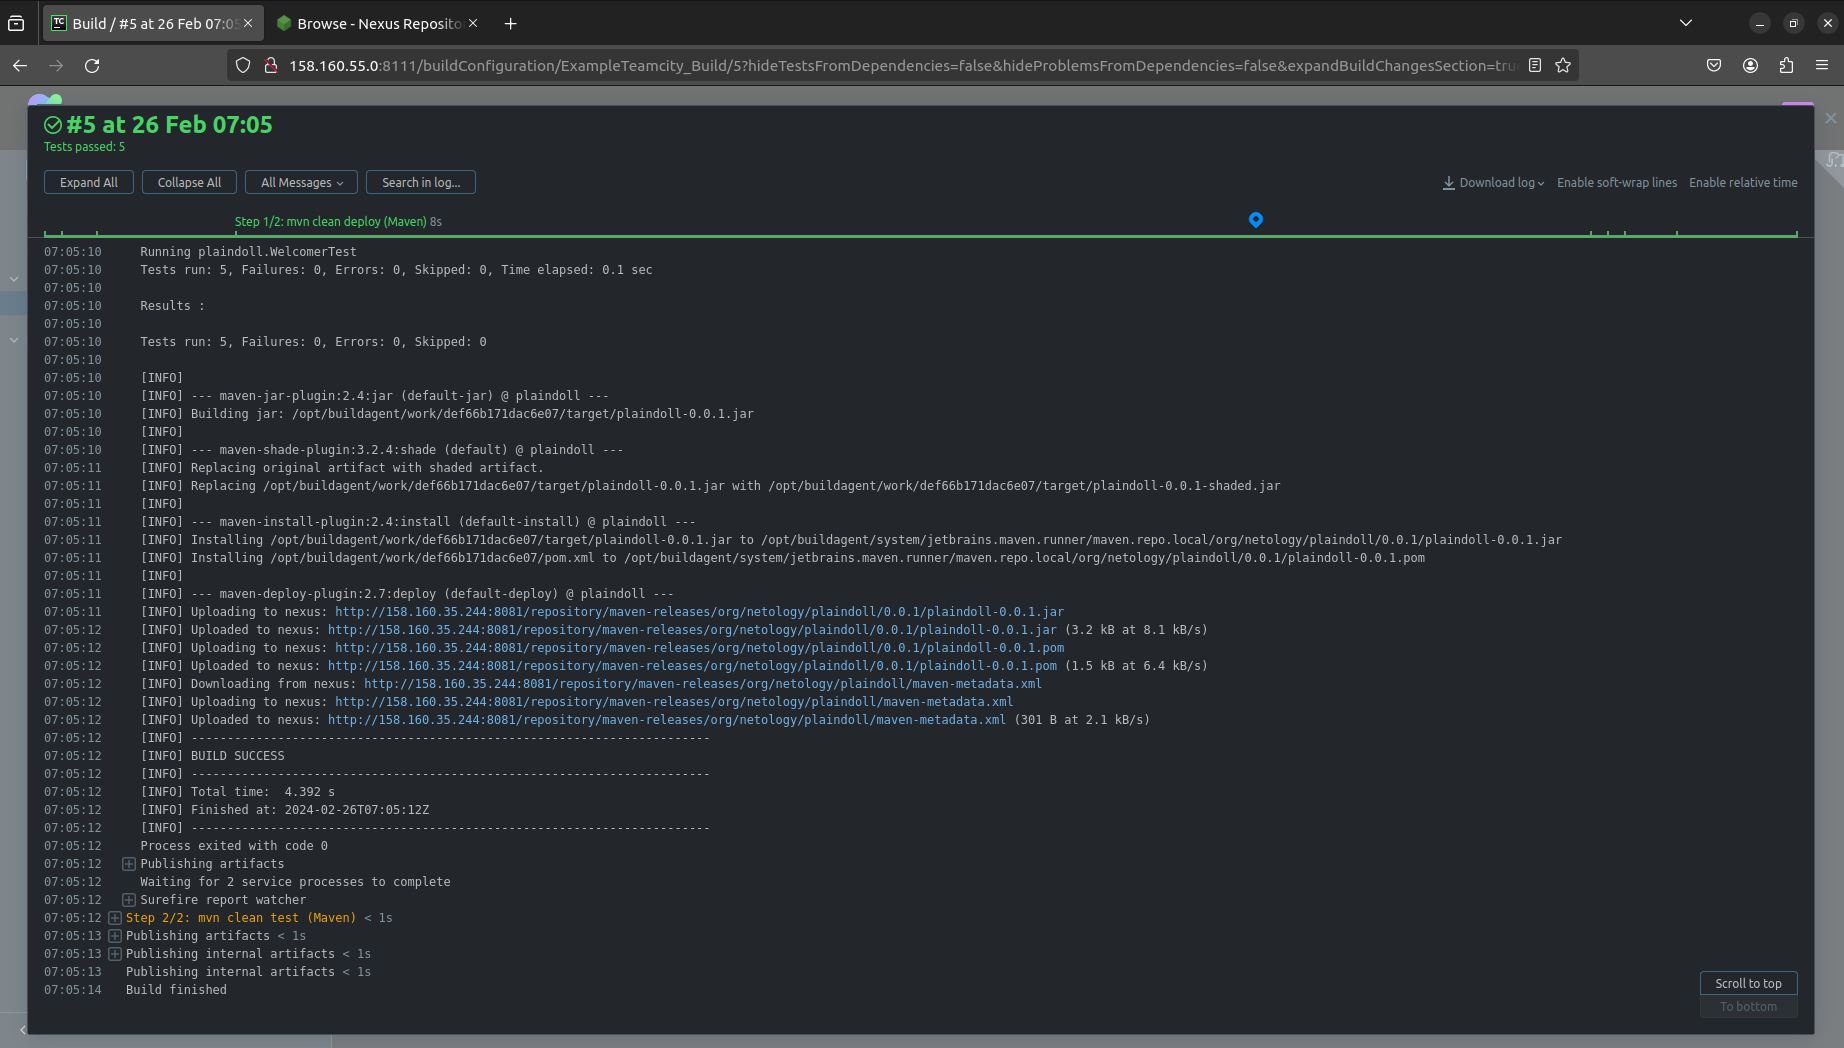 Build / #5 at 26 Feb 07:05
Browse - Nexus Reposito
158.160.55.0:8111/buildConfiguration/ExampleTeamcity_Build/5?hideTestsFromDependencies=false&hideProblemsFromDependencies=false&expandBuildChangesSection=tru
#5 at 26 Feb 07:05
Tests passed: 5
Expand All
Collapse All
All Messages
Search in log...
Download log
Enable soft-wrap lines
Enable relative time
Step 1/2: mvn clean deploy (Maven) 8s
07:05:10 Running plaindoll.WelcomerTest
07:05:10 Tests run: 5, Failures: 0, Errors: 0, Skipped: 0, Time elapsed: 0.1 sec
07:05:10
07:05:10 Results :
07:05:10
07:05:10 Tests run: 5, Failures: 0, Errors: 0, Skipped: 0
07:05:10
07:05:10 [INFO]
07:05:10 [INFO] --- maven-jar-plugin:2.4:jar (default-jar) @ plaindoll ---
07:05:10 [INFO] Building jar: /opt/buildagent/work/def66b171dac6e07/target/plaindoll-0.0.1.jar
07:05:10 [INFO]
07:05:10 [INFO] --- maven-shade-plugin:3.2.4:shade (default) @ plaindoll ---
07:05:11 [INFO] Replacing original artifact with shaded artifact.
07:05:11 [INFO] Replacing /opt/buildagent/work/def66b171dac6e07/target/plaindoll-0.0.1.jar with /opt/buildagent/work/def66b171dac6e07/target/plaindoll-0.0.1-shaded.jar
07:05:11 [INFO]
07:05:11 [INFO] --- maven-install-plugin:2.4:install (default-install) @ plaindoll ---
07:05:11 [INFO] Installing /opt/buildagent/work/def66b171dac6e07/target/plaindoll-0.0.1.jar to /opt/buildagent/system/jetbrains.maven.runner/maven.repo.local/org/netology/plaindoll/0.0.1/plaindoll-0.0.1.jar
07:05:11 [INFO] Installing /opt/buildagent/work/def66b171dac6e07/pom.xml to /opt/buildagent/system/jetbrains.maven.runner/maven.repo.local/org/netology/plaindoll/0.0.1/plaindoll-0.0.1.pom
07:05:11 [INFO]
07:05:11 [INFO] --- maven-deploy-plugin:2.7:deploy (default-deploy) @ plaindoll ---
07:05:11 [INFO] Uploading to nexus: http://158.160.35.244:8081/repository/maven-releases/org/netology/plaindoll/0.0.1/plaindoll-0.0.1.jar
07:05:12 [INFO] Uploaded to nexus: http://158.160.35.244:8081/repository/maven-releases/org/netology/plaindoll/0.0.1/plaindoll-0.0.1.jar (3.2 kB at 8.1 kB/s)
07:05:12 [INFO] Uploading to nexus: http://158.160.35.244:8081/repository/maven-releases/org/netology/plaindoll/0.0.1/plaindoll-0.0.1.pom
07:05:12 [INFO] Uploaded to nexus: http://158.160.35.244:8081/repository/maven-releases/org/netology/plaindoll/0.0.1/plaindoll-0.0.1.pom (1.5 kB at 6.4 kB/s)
07:05:12 [INFO] Downloading from nexus: http://158.160.35.244:8081/repository/maven-releases/org/netology/plaindoll/maven-metadata.xml
07:05:12 [INFO] Uploading to nexus: http://158.160.35.244:8081/repository/maven-releases/org/netology/plaindoll/maven-metadata.xml
07:05:12 [INFO] Uploaded to nexus: http://158.160.35.244:8081/repository/maven-releases/org/netology/plaindoll/maven-metadata.xml (301 B at 2.1 kB/s)
07:05:12 [INFO] ------------------------------------------------------------------------
07:05:12 [INFO] BUILD SUCCESS
07:05:12 [INFO] ------------------------------------------------------------------------
07:05:12 [INFO] Total time:  4.392 s
07:05:12 [INFO] Finished at: 2024-02-26T07:05:12Z
07:05:12 [INFO] ------------------------------------------------------------------------
07:05:12 Process exited with code 0
07:05:12 Publishing artifacts
07:05:12 Waiting for 2 service processes to complete
07:05:12 Surefire report watcher
07:05:12 Step 2/2: mvn clean test (Maven) < 1s
07:05:13 Publishing artifacts < 1s
07:05:13 Publishing internal artifacts < 1s
07:05:13 Publishing internal artifacts < 1s
07:05:14 Build finished
Scroll to top
To bottom